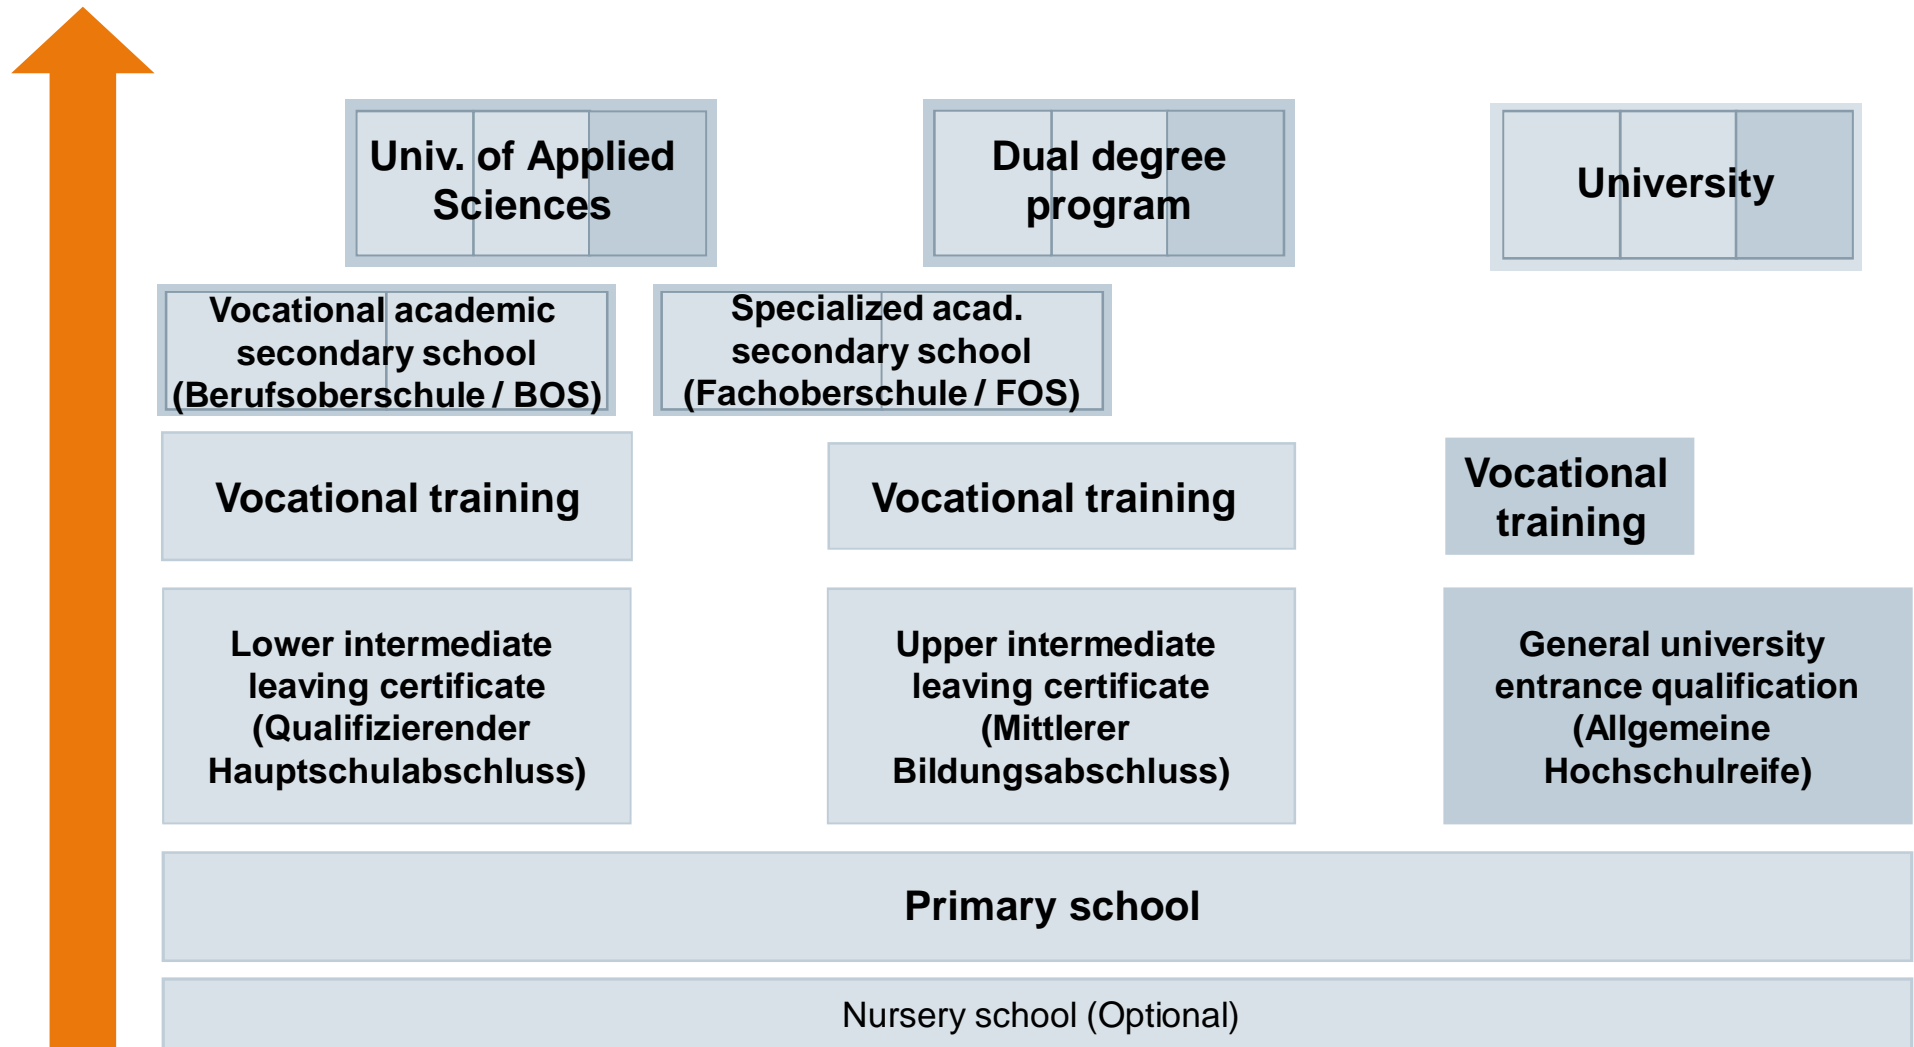 Univ. of Applied
Sciences
Dual degree
program
University
Vocational academic
secondary school
(Berufsoberschule / BOS)
Specialized acad.
secondary school
(Fachoberschule / FOS)
Vocational training
Vocational training
Vocational
training
Lower intermediate
leaving certificate
(Qualifizierender
Hauptschulabschluss)
Upper intermediate
leaving certificate
(Mittlerer
Bildungsabschluss)
General university
entrance qualification
(Allgemeine
Hochschulreife)
Primary school
Nursery school (Optional)